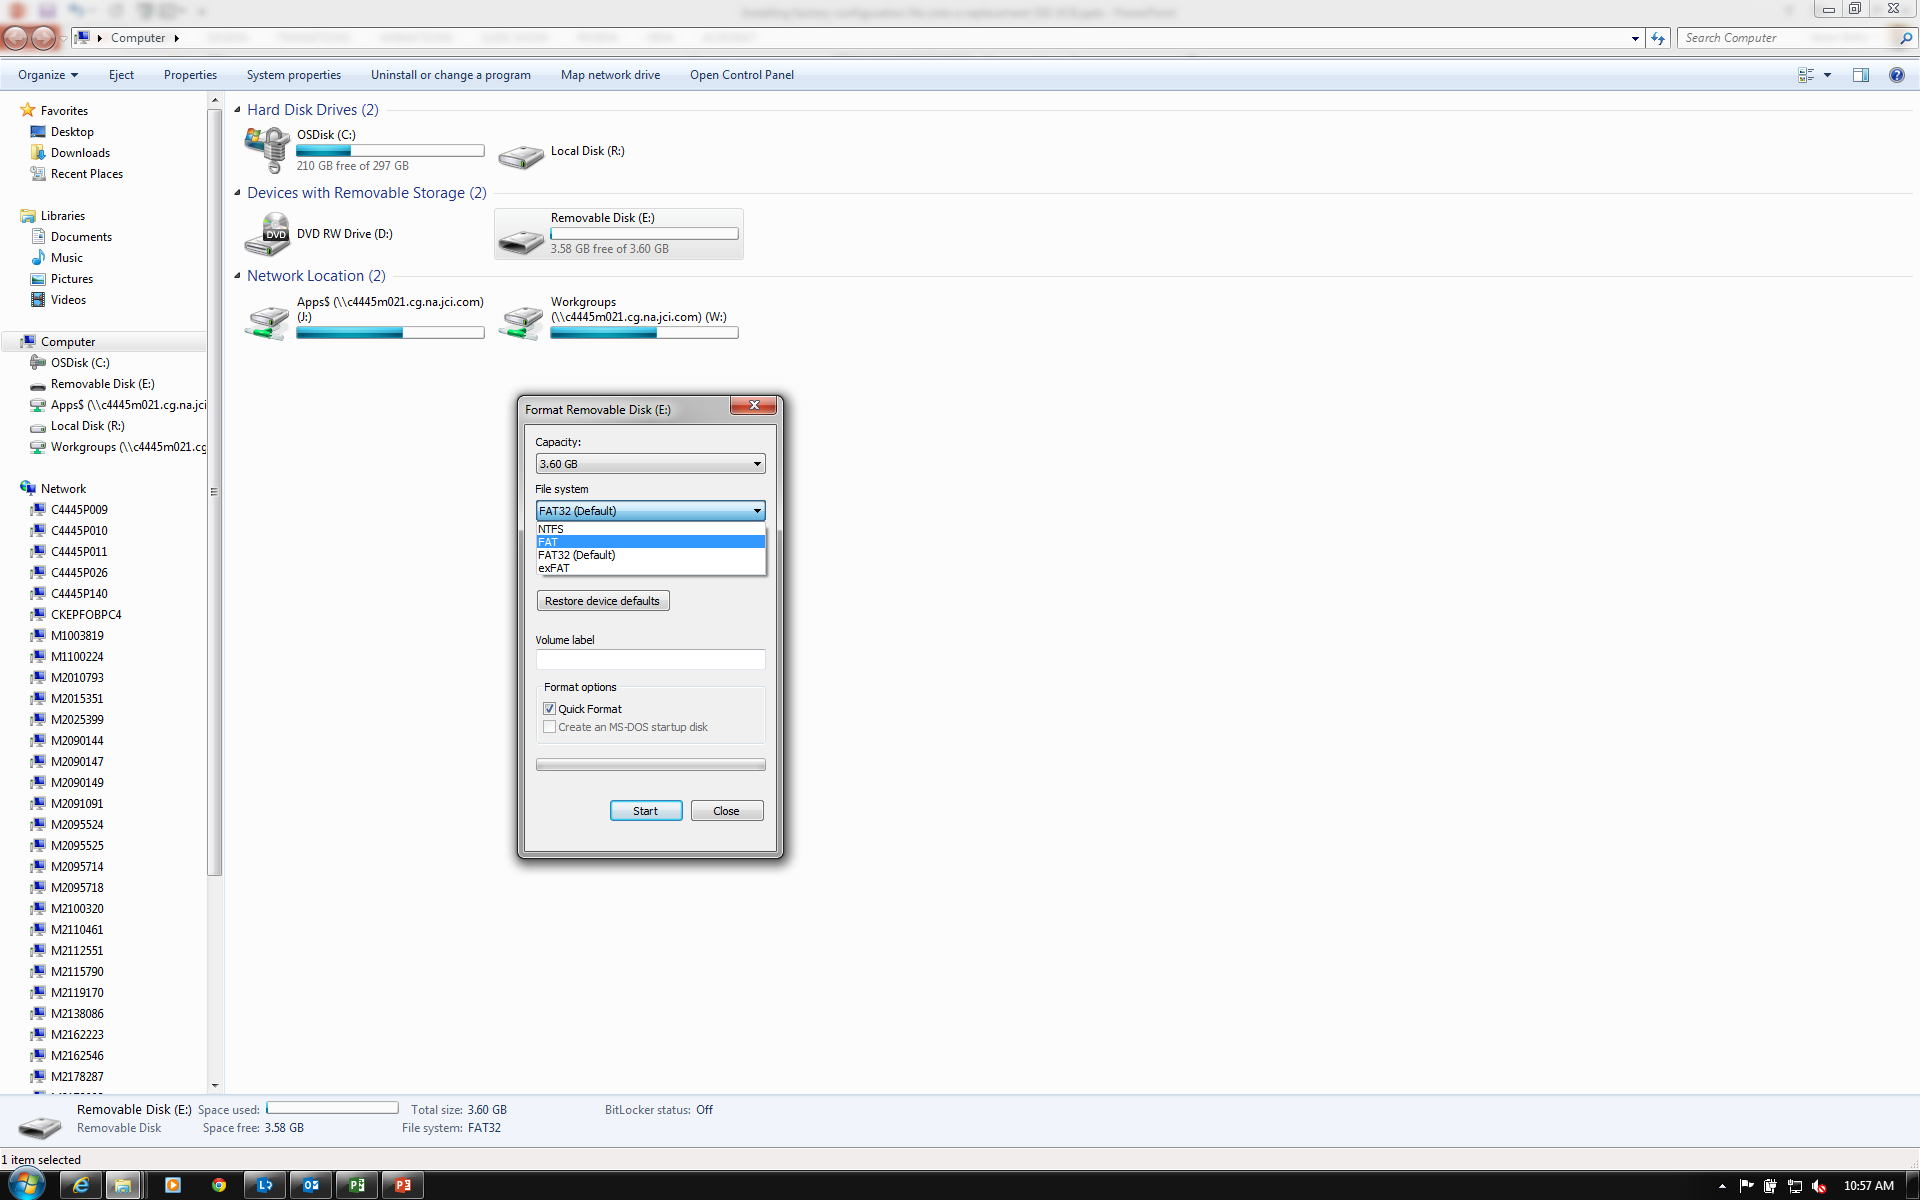 Computer
Search Computer
Organize
Eject
Properties
System properties
Uninstall or change a program
Map network drive
Open Control Panel
Favorites
Desktop
Downloads
Recent Places
Libraries
Documents
Music
Pictures
Videos
Computer
OSDisk (C:)
Removable Disk (E:)
Apps$ (\\c4445m021.cg.na.jci
Local Disk (R:)
Workgroups (\\c4445m021.cg
Network
C4445P009
C4445P010
C4445P011
C4445P026
C4445P140
CKEPFOBPC4
M1003819
M1100224
M2010793
M2015351
M2025399
M2090144
M2090147
M2090149
M2091091
M2095524
M2095525
M2095714
M2095718
M2100320
M2110461
M2112551
M2115790
M2119170
M2138086
M2162223
M2162546
M2178287
Hard Disk Drives (2)
OSDisk (C:)
210 GB free of 297 GB
Local Disk (R:)
Devices with Removable Storage (2)
DVD
DVD RW Drive (D:)
Removable Disk (E:)
3.58 GB free of 3.60 GB
Network Location (2)
Apps$ (\\c4445m021.cg.na.jci.com)
(J:)
Workgroups
(\\c4445m021.cg.na.jci.com) (W:)
Format Removable Disk (E:)
Capacity:
3.60 GB
File system
FAT32 (Default)
NTFS
FAT
FAT32 (Default)
exFAT
Restore device defaults
Volume label
Format options
Quick Format
Create an MS-DOS startup disk
Start
Close
Removable Disk (E:)
Space used:
Total size: 3.60 GB
BitLocker status: Off
Removable Disk
Space free: 3.58 GB
File system: FAT32
1 item selected
10:57 AM